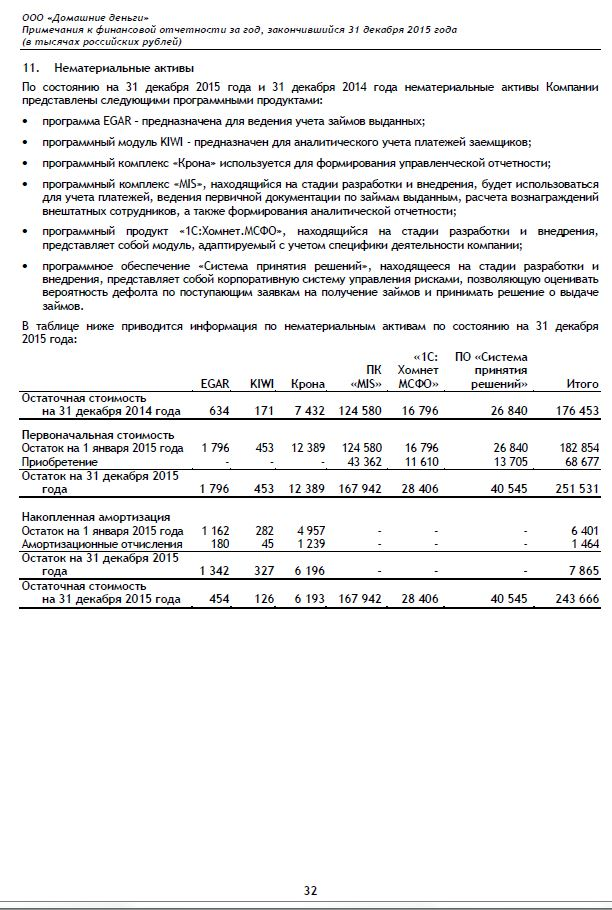 ООО «Домашние деньги»
Примечания к финансовой отчетности за год, закончившийся 31 декабря 2015 года
(в тысячах российских рублей)
11. Нематериальные активы
По состоянию на 31 декабря 2015 года и 31 декабря 2014 года нематериальные активы Компании
представлены следующими программными продуктами:
• программа EGAR – предназначена для ведения учета займов выданных;
• программный модуль KIWI - предназначен для аналитического учета платежей заемщиков;
• программный комплекс «Крона» используется для формирования управленческой отчетности;
• программный комплекс «MIS», находящийся на стадии разработки и внедрения, будет использоваться
для учета платежей, ведения первичной документации по займам выданным, расчета вознаграждений
внештатных сотрудников, а также формирования аналитической отчетности;
• программный продукт «1С:Хомнет.МСФО», находящийся на стадии разработки и внедрения,
представляет собой модуль, адаптируемый с учетом специфики деятельности компании;
• программное обеспечение «Система принятия решений», находящееся на стадии разработки и
внедрения, представляет собой корпоративную систему управления рисками, позволяющую оценивать
вероятность дефолта по поступающим заявкам на получение займов и принимать решение о выдаче
займов.
В таблице ниже приводится информация по нематериальным активам по состоянию на 31 декабря
2015 года:
«1С: ПО «Система
ПК Хомнет принятия
EGAR KIWI Крона «MIS» МСФО» решений» Итого
Остаточная стоимость
на 31 декабря 2014 года 634 171 7 432 124 580 16 796 26 840 176 453
Первоначальная стоимость
Остаток на 1 января 2015 года 1 796 453 12 389 124 580 16 796 26 840 182 854
Приобретение - - - 43 362 11 610 13 705 68 677
Остаток на 31 декабря 2015
года 1 796 453 12 389 167 942 28 406 40 545 251 531
Накопленная амортизация
Остаток на 1 января 2015 года 1 162 282 4 957 - - - 6 401
Амортизационные отчисления 180 45 1 239 - - - 1 464
Остаток на 31 декабря 2015
года 1 342 327 6 196 - - - 7 865
Остаточная стоимость
на 31 декабря 2015 года 454 126 6 193 167 942 28 406 40 545 243 666
32